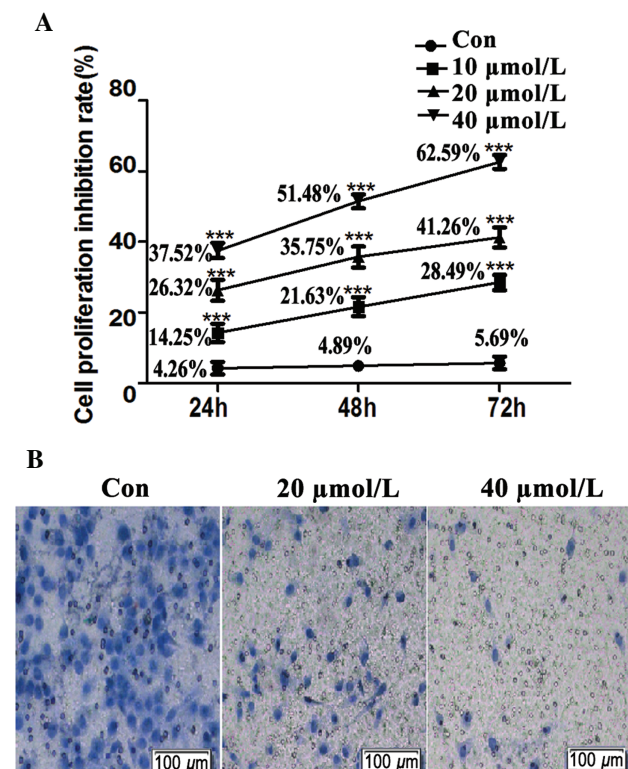 A
Cell proliferation inhibition rate(%)
Con
10 µmol/L
20 µmol/L
40 µmol/L
80
60
40
20
0
37.52%
***
51.48%
***
62.59%
***
26.32%
***
35.75%
***
41.26%
***
14.25%
***
21.63%
***
28.49%
***
4.26%
4.89%
5.69%
24h
48h
72h
B
Con
20 µmol/L
40 µmol/L
100 µm
100 µm
100 µm